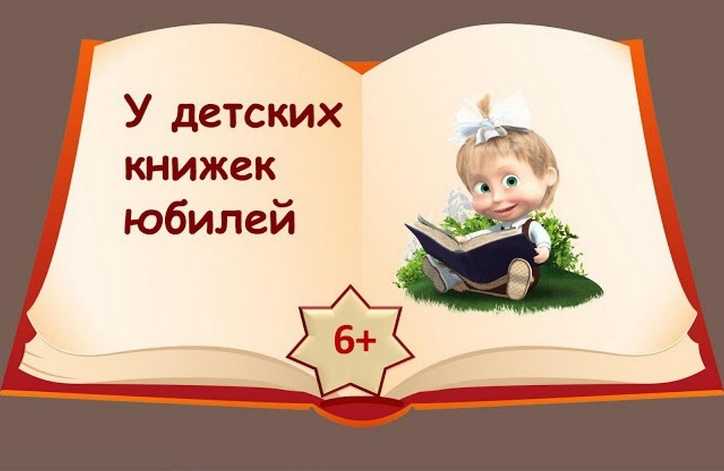 У детских
книжек
юбилей
6+